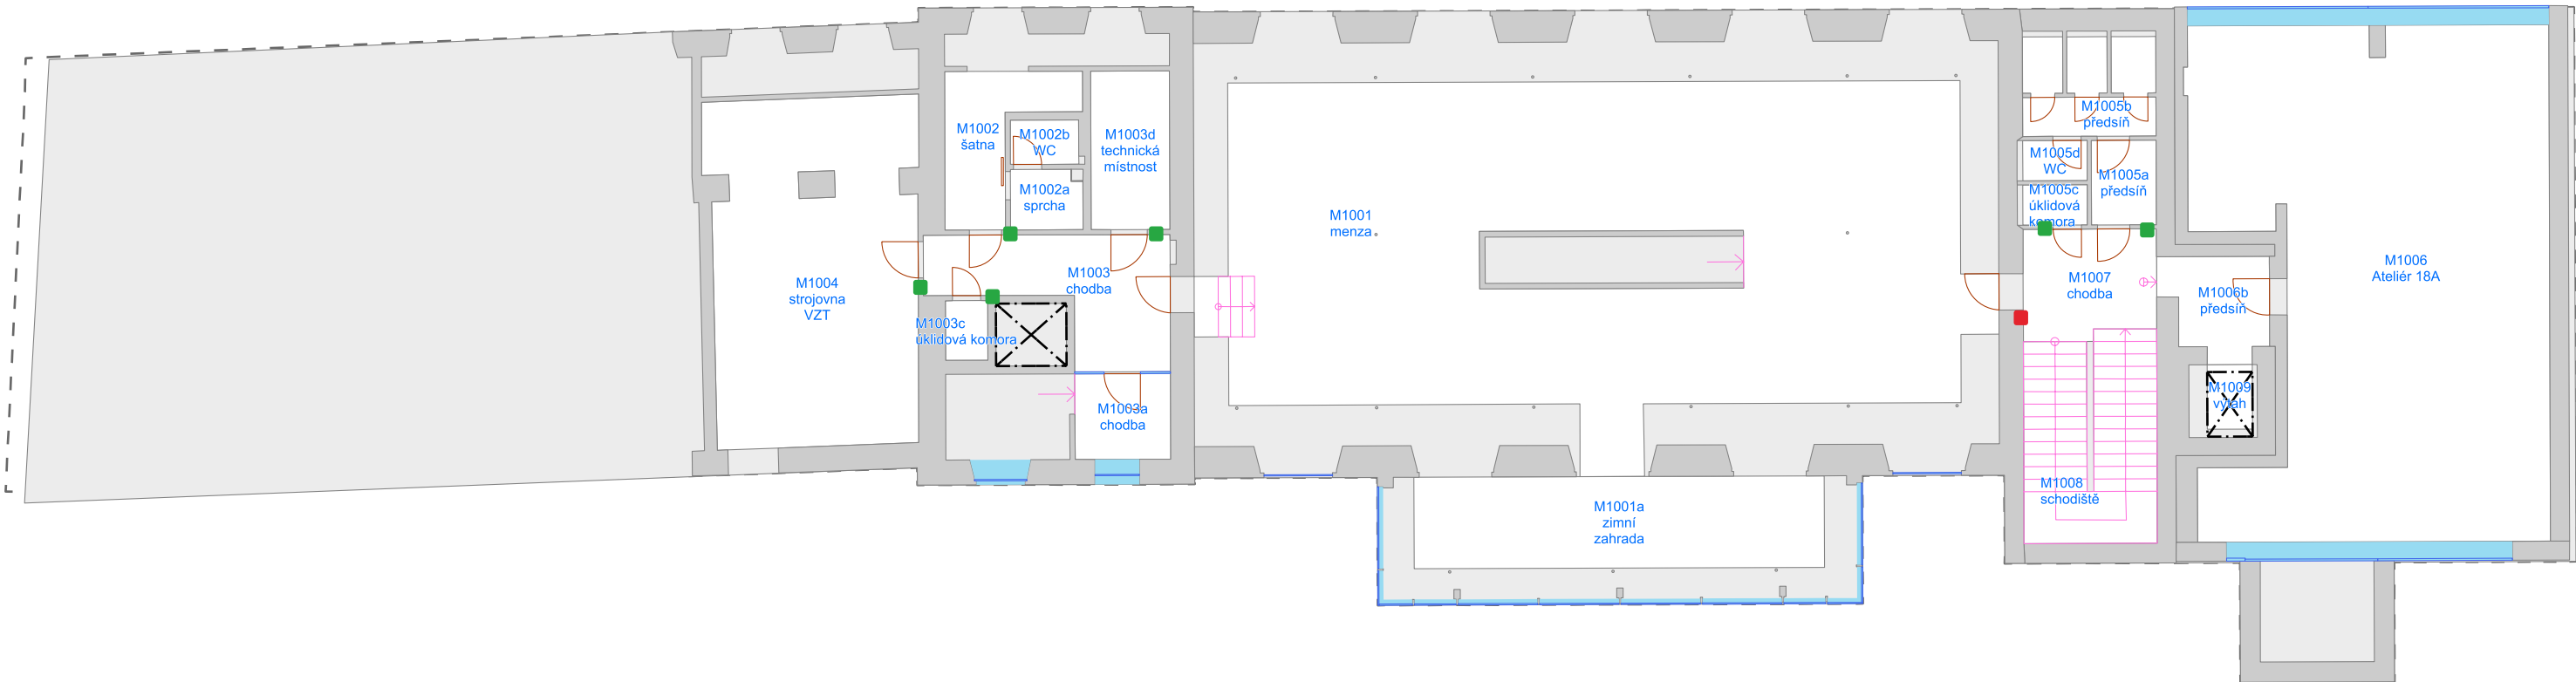 M1002
šatna
M1002b
WC
M1003d
technická
místnost
M1002a
sprcha
M1004
strojovna
VZT
M1003
chodba
M1003c
úklidová komora
M1003a
chodba
M1001
menza
M1001a
zimní
zahrada
M1005b
předsíň
M1005d
WC
M1005a
předsíň
M1005c
úklidová
komora
M1007
chodba
M1008
schodiště
M1006b
předsíň
M1009
výtah
M1006
Ateliér 18A